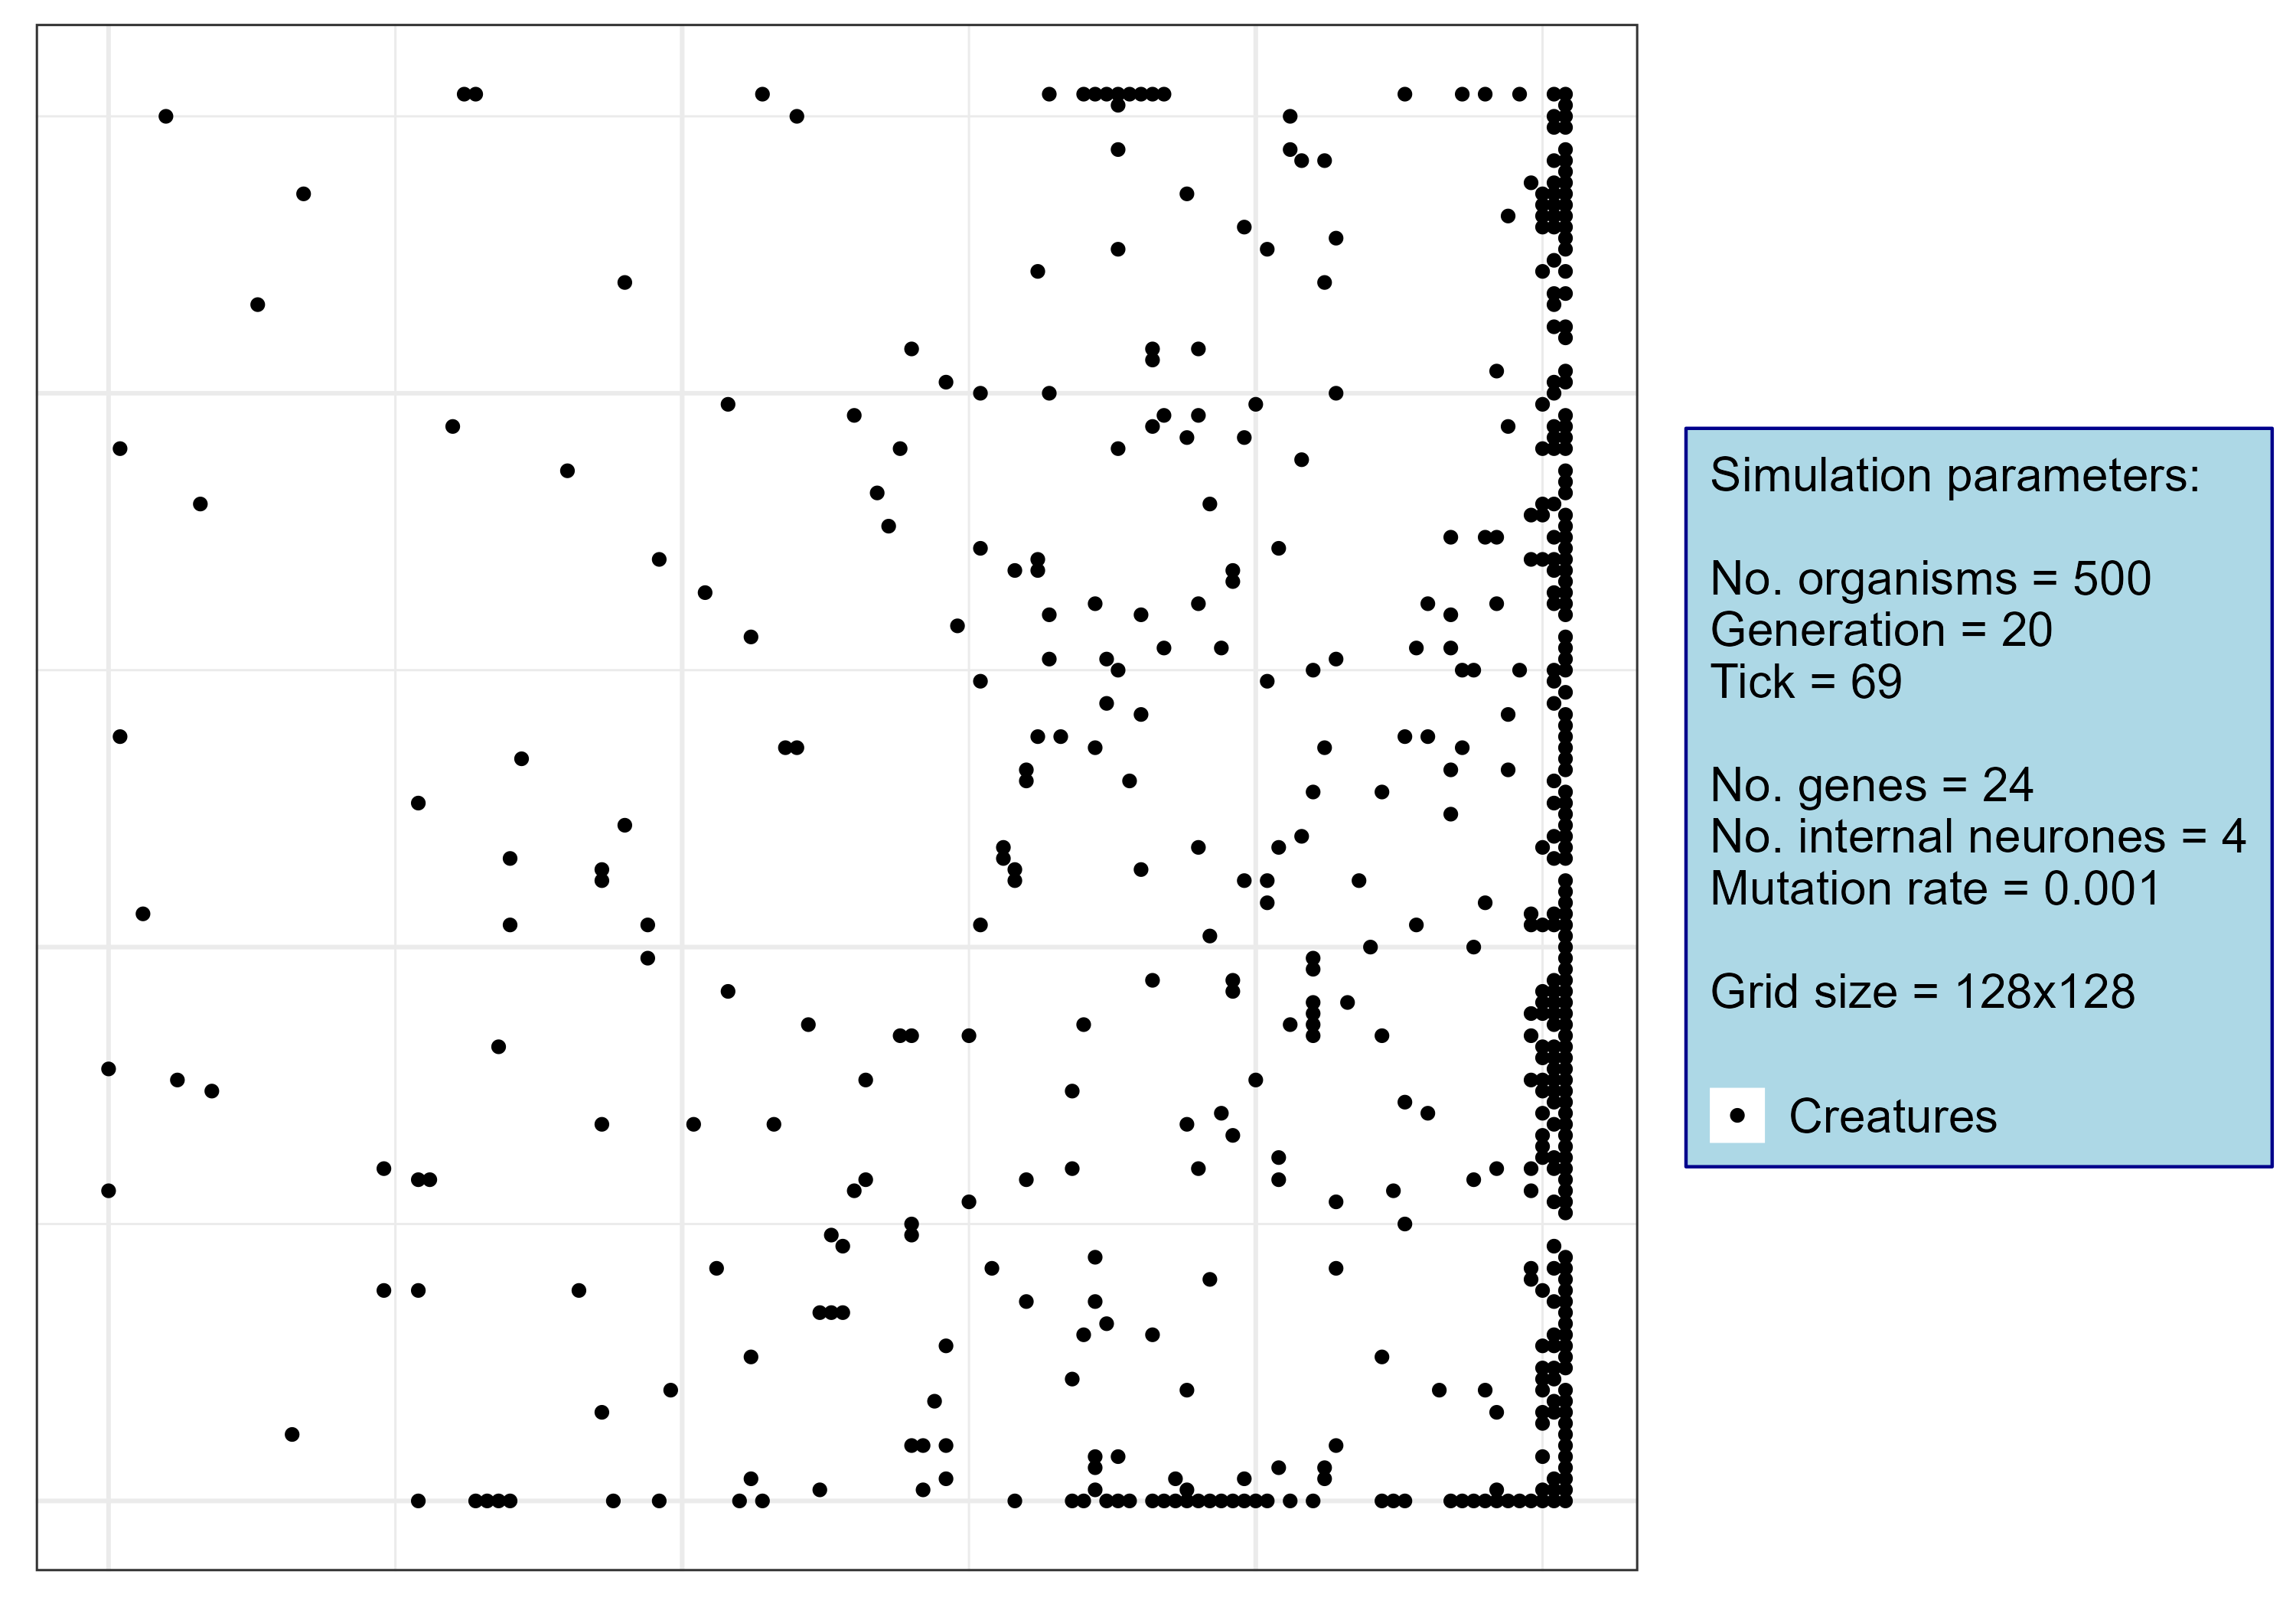 Simulation parameters:
No. organisms = 500
Generation = 20
Tick = 69
No. genes = 24
No. internal neurones = 4
Mutation rate = 0.001
Grid size = 128x128
Creatures